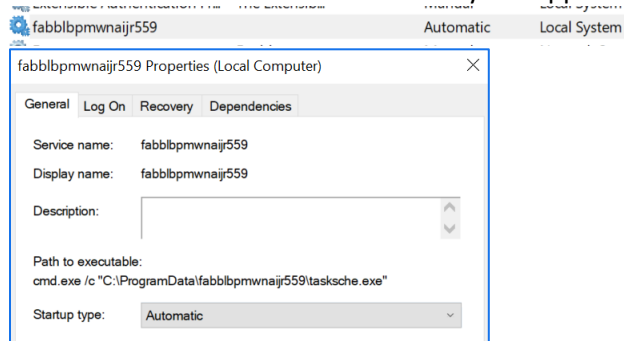 fabblbpmwnaijr559 Automatic Local System
fabblbpmwnaijr559 Properties (Local Computer)
General Log On Recovery Dependencies
Service name: fabblbpmwnaijr559
Display name: fabblbpmwnaijr559
Description:
Path to executable:
cmd.exe /c "C:\ProgramData\fabblbpmwnaijr559\tasksche.exe"
Startup type: Automatic